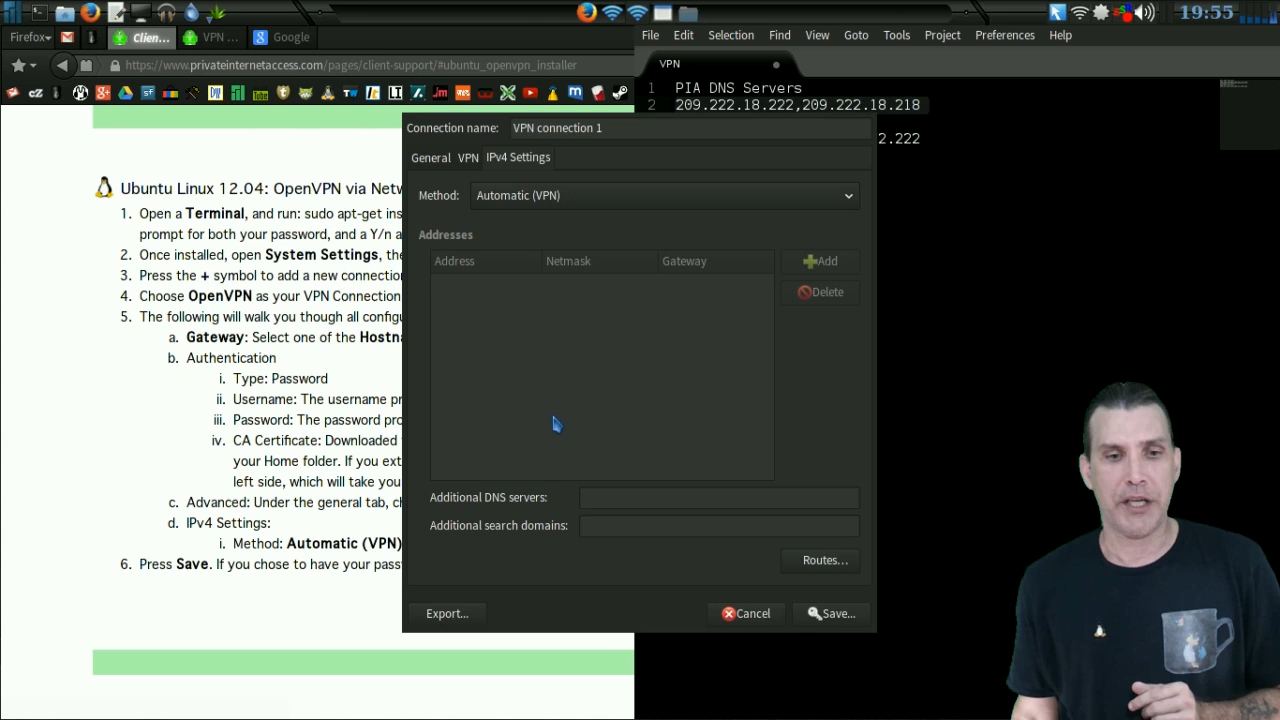 19:55
Firefox
Clien...
VPN ...
Google
https://www.privateinternetaccess.com/pages/client-support/#ubuntu_openvpn_installer
File Edit Selection Find View Goto Tools Project Preferences Help
VPN
1 PIA DNS Servers
2 209.222.18.222,209.222.18.218
2.222
Ubuntu Linux 12.04: OpenVPN via Netw
1. Open a Terminal, and run: sudo apt-get ins
prompt for both your password, and a Y/n a
2. Once installed, open System Settings, the
3. Press the + symbol to add a new connectio
4. Choose OpenVPN as your VPN Connection
5. The following will walk you though all config
a. Gateway: Select one of the Hostna
b. Authentication
i. Type: Password
ii. Username: The username pr
iii. Password: The password pro
iv. CA Certificate: Downloaded
your Home folder. If you ext
left side, which will take you
c. Advanced: Under the general tab, ch
d. IPv4 Settings:
i. Method: Automatic (VPN)
6. Press Save. If you chose to have your pass
Connection name: VPN connection 1
General VPN IPv4 Settings
Method: Automatic (VPN)
Addresses
Address Netmask Gateway
Add
Delete
Additional DNS servers:
Additional search domains:
Routes...
Export... Cancel Save...